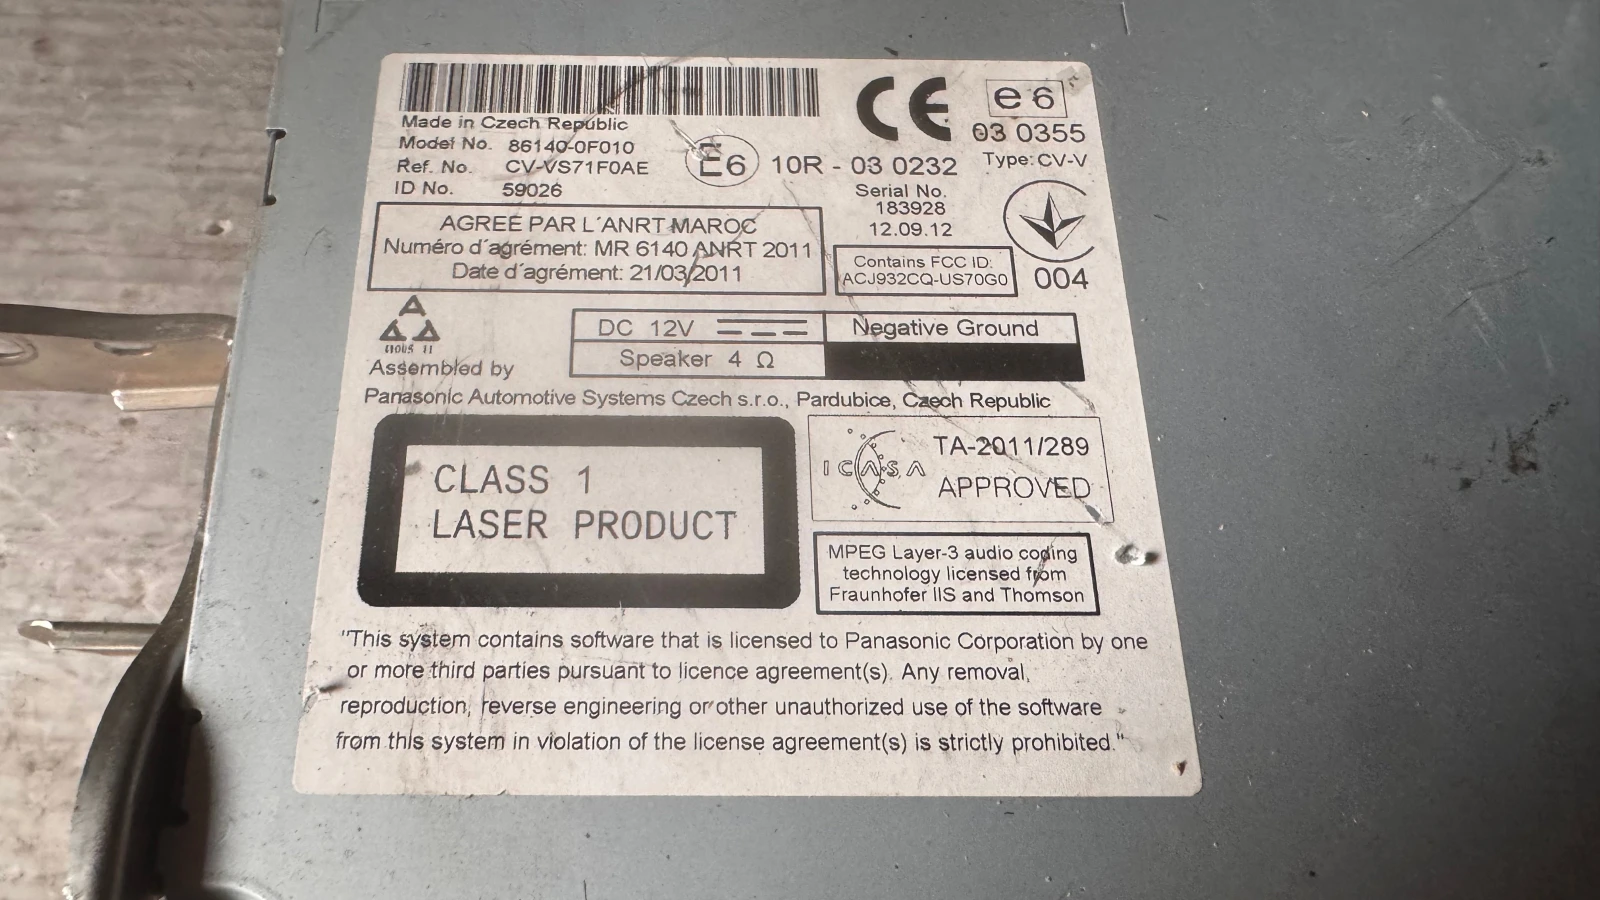 Made in Czech Republic
Model No. 86140-0F010
Ref. No. CV-VS71F0AE
ID No. 59026
E6 10R - 03 0232
CE
e6
03 0355
Type: CV-V
Serial No.
183928
12.09.12
AGREE PAR L´ANRT MAROC
Numéro d´agrément: MR 6140 ANRT 2011
Date d´agrément: 21/03/2011
Contains FCC ID:
ACJ932CQ-US70G0
004
DC 12V
Negative Ground
Speaker 4 Ω
Assembled by
Panasonic Automotive Systems Czech s.r.o., Pardubice, Czech Republic
CLASS 1
LASER PRODUCT
ICASA
TA-2011/289
APPROVED
MPEG Layer-3 audio coding
technology licensed from
Fraunhofer IIS and Thomson
"This system contains software that is licensed to Panasonic Corporation by one
or more third parties pursuant to licence agreement(s). Any removal,
reproduction, reverse engineering or other unauthorized use of the software
from this system in violation of the license agreement(s) is strictly prohibited."